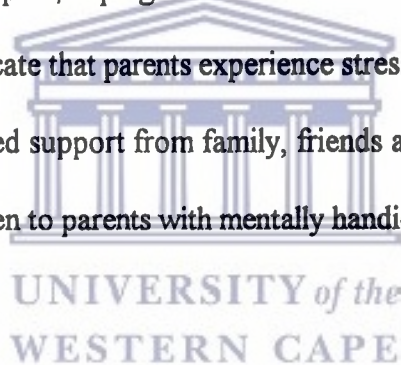 cate that parents experience stres
ed support from family, friends a
en to parents with mentally handi
UNIVERSITY of the
WESTERN CAPE